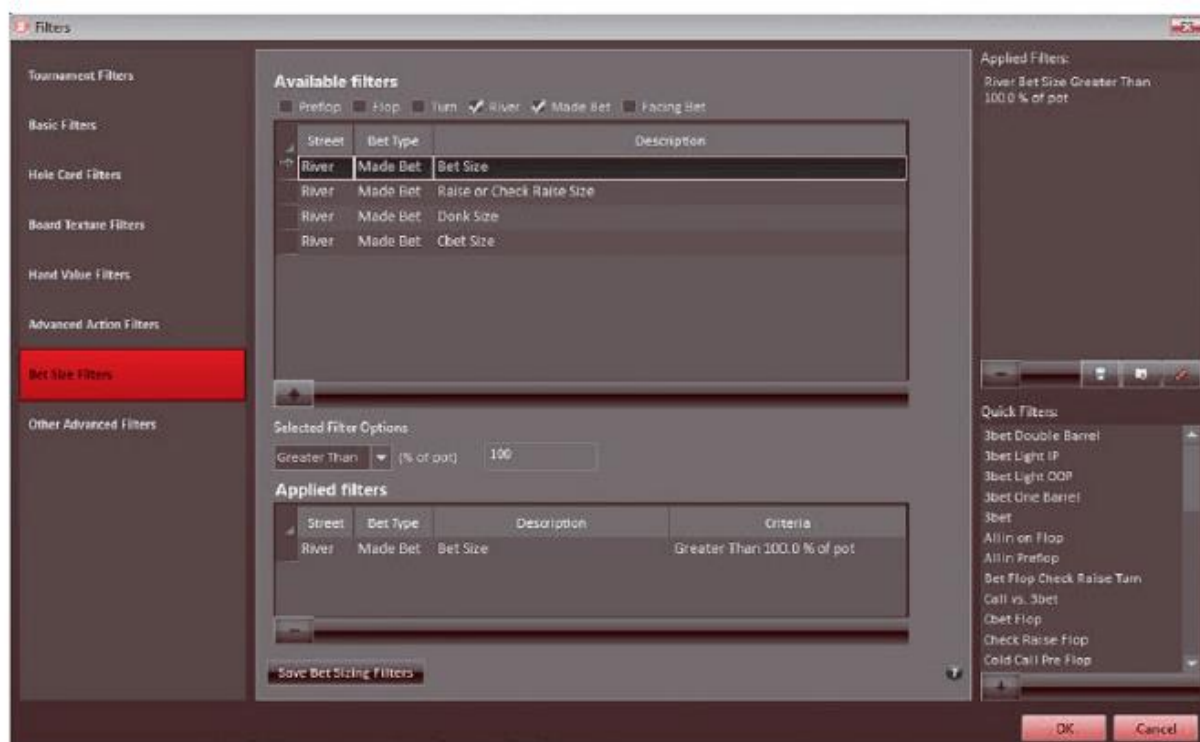 Filters
Tournament Filters
Basic Filters
Hole Card Filters
Board Texture Filters
Hand Value Filters
Advanced Action Filters
Bet Size Filters
Other Advanced Filters
Available filters
Preflop Flop Turn River Made Bet Facing Bet
Street Bet Type Description
River Made Bet Bet Size
River Made Bet Raise or Check Raise Size
River Made Bet Donk Size
River Made Bet Cbet Size
+
Selected Filter Options
Greater Than (% of pot) 100
Applied filters
Street Bet Type Description Criteria
River Made Bet Bet Size Greater Than 100.0 % of pot
-
Save Bet Sizing Filters
?
Applied Filters:
River Bet Size Greater Than
100.0 % of pot
-
Quick Filters:
3bet Double Barrel
3bet Light IP
3bet Light OOP
3bet One Barrel
3bet
Allin on Flop
Allin Preflop
Bet Flop Check Raise Turn
Call vs. 3bet
Cbet Flop
Check Raise Flop
Cold Call Pre Flop
+
OK Cancel